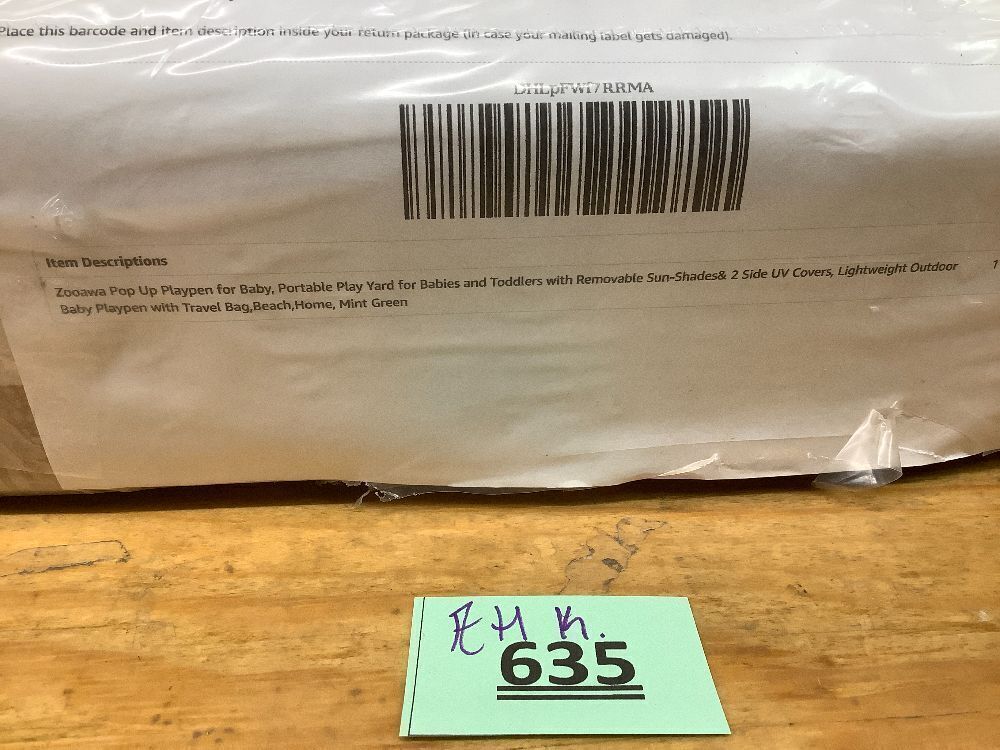 Place this barcode and item description inside your return package (in case your mailing label gets damaged).
DHLpFWf7RRMA
Item Descriptions
Zooawa Pop Up Playpen for Baby, Portable Play Yard for Babies and Toddlers with Removable Sun-Shades& 2 Side UV Covers, Lightweight Outdoor 1
Baby Playpen with Travel Bag,Beach,Home, Mint Green
635